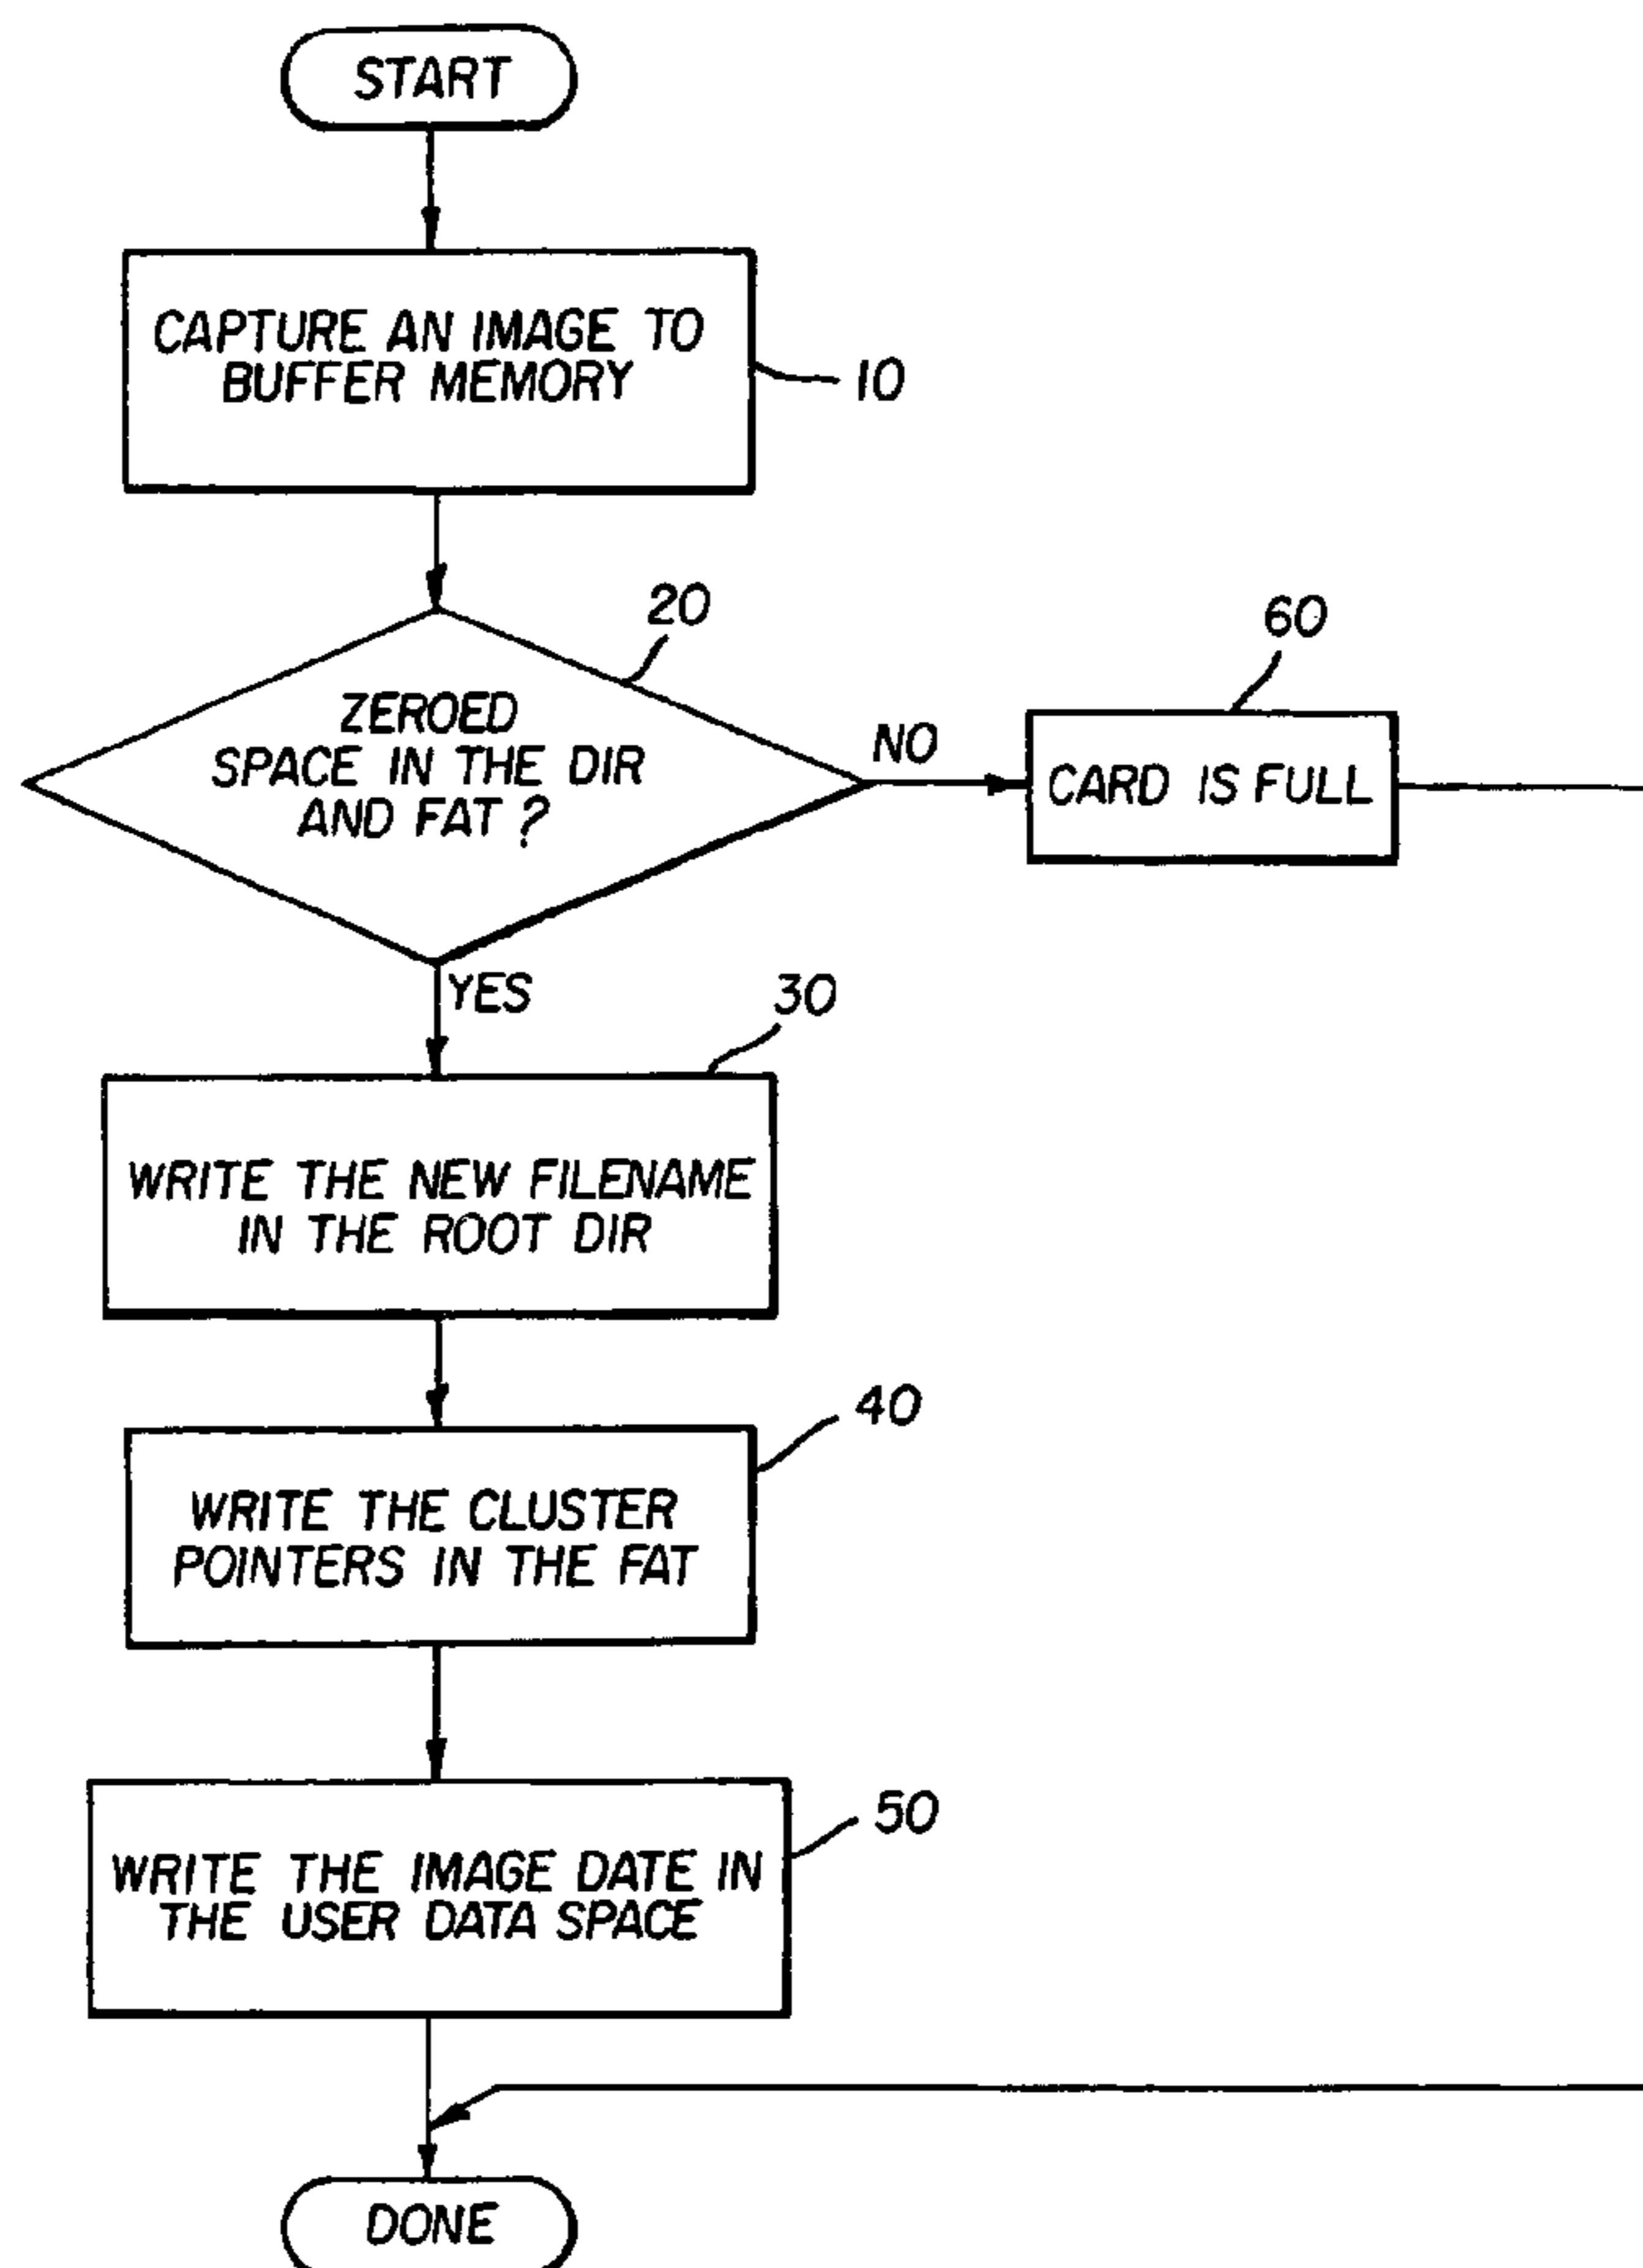 START
CAPTURE AN IMAGE TO
BUFFER MEMORY
10
20
ZEROED
SPACE IN THE DIR
AND FAT ?
NO
60
CARD IS FULL
YES
30
WRITE THE NEW FILENAME
IN THE ROOT DIR
40
WRITE THE CLUSTER
POINTERS IN THE FAT
50
WRITE THE IMAGE DATE IN
THE USER DATA SPACE
DONE